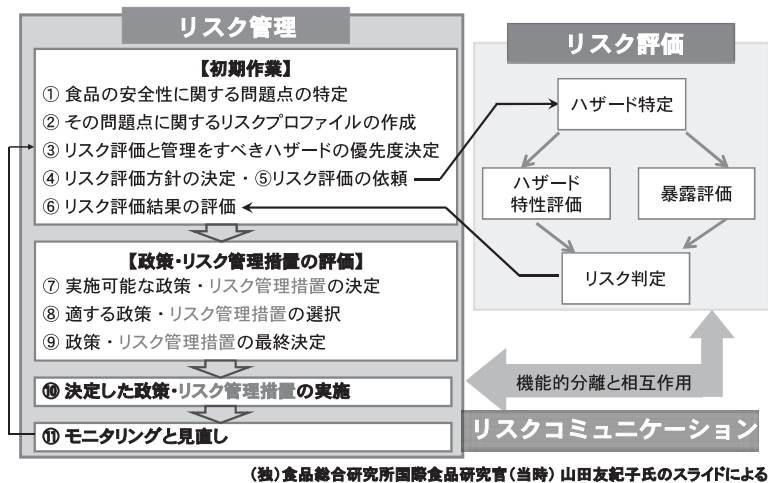 リスク管理
【初期作業】
① 食品の安全性に関する問題点の特定
② その問題点に関するリスクプロファイルの作成
③ リスク評価と管理をすべきハザードの優先度決定
④ リスク評価方針の決定・⑤リスク評価の依頼
⑥ リスク評価結果の評価
【政策・リスク管理措置の評価】
⑦ 実施可能な政策・リスク管理措置の決定
⑧ 適する政策・リスク管理措置の選択
⑨ 政策・リスク管理措置の最終決定
⑩ 決定した政策・リスク管理措置の実施
⑪ モニタリングと見直し
リスク評価
ハザード特定
ハザード
特性評価
暴露評価
リスク判定
機能的分離と相互作用
リスクコミュニケーション
（独）食品総合研究所国際食品研究官（当時） 山田友紀子氏のスライドによる